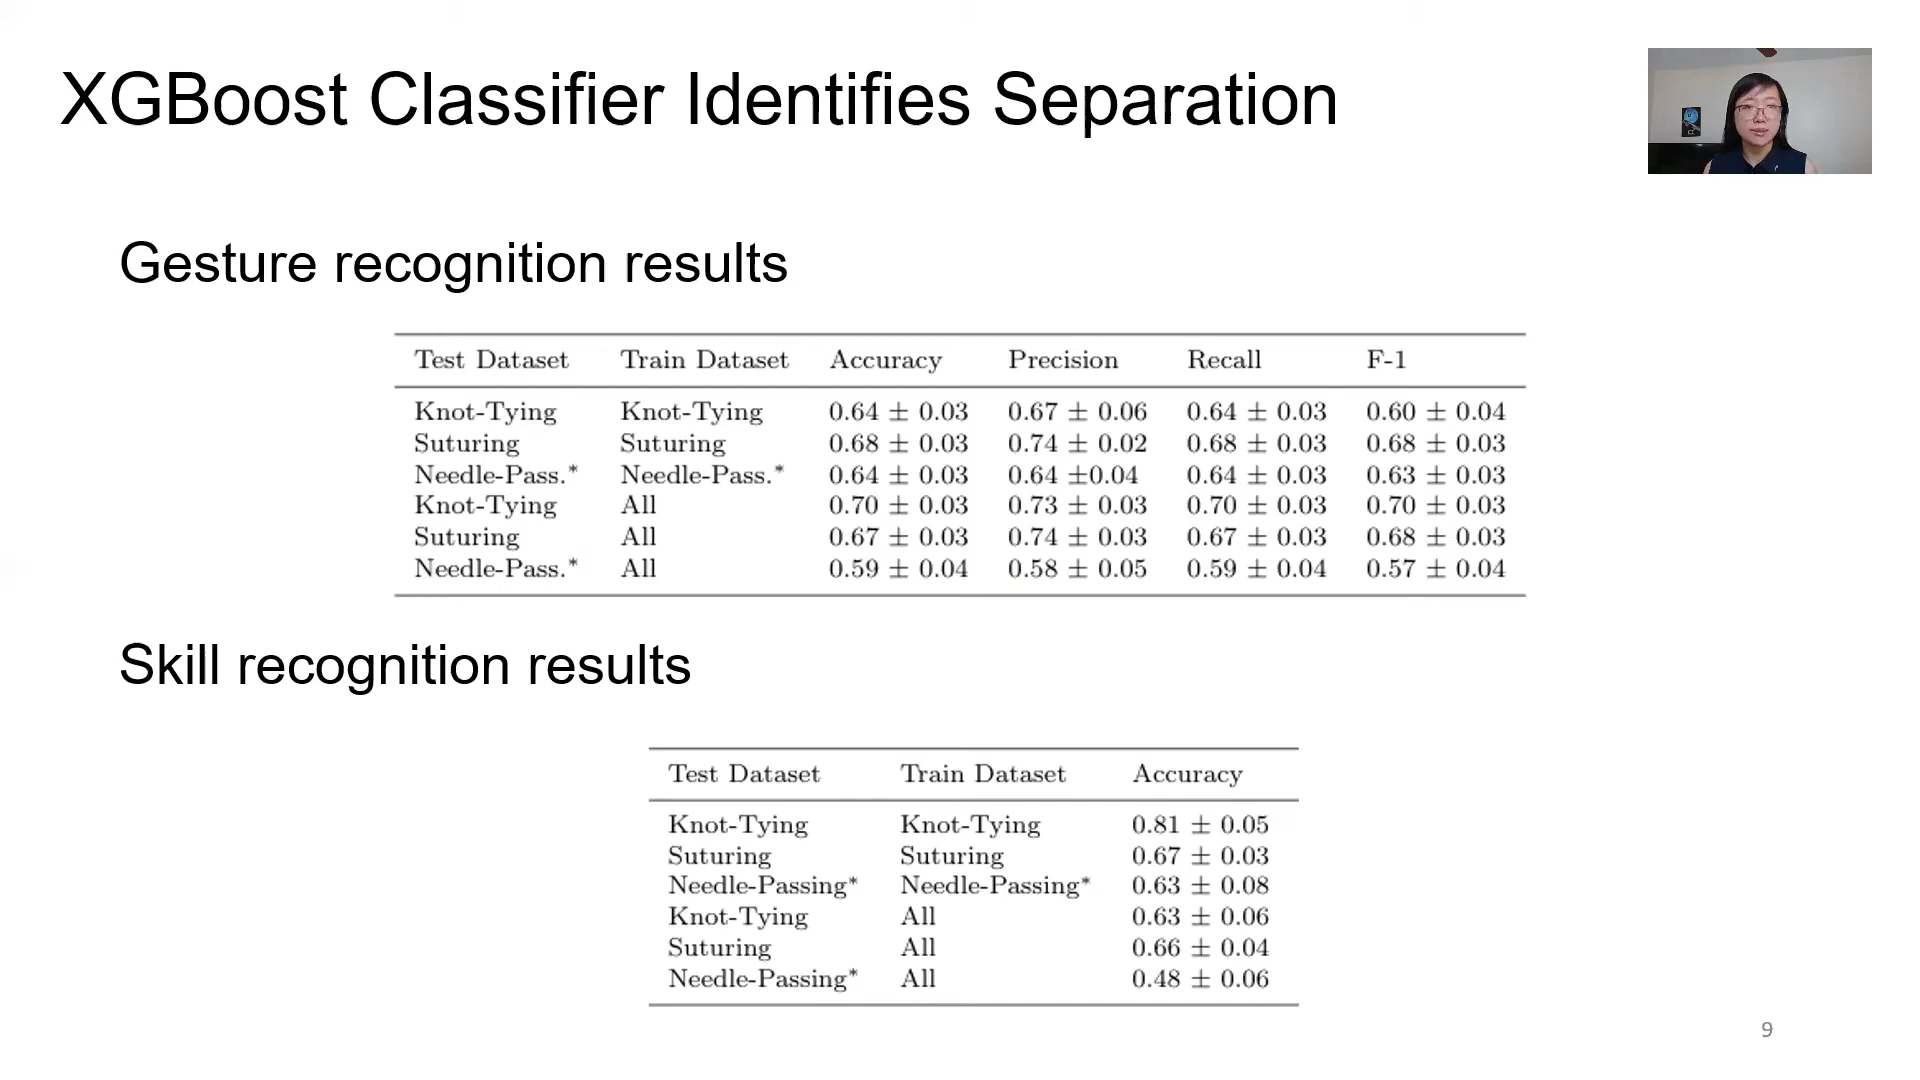 XGBoost Classifier Identifies Separation
Gesture recognition results
Test Dataset Train Dataset Accuracy Precision Recall F-1
Knot-Tying Knot-Tying 0.64 ± 0.03 0.67 ± 0.06 0.64 ± 0.03 0.60 ± 0.04
Suturing Suturing 0.68 ± 0.03 0.74 ± 0.02 0.68 ± 0.03 0.68 ± 0.03
Needle-Pass.* Needle-Pass.* 0.64 ± 0.03 0.64 ±0.04 0.64 ± 0.03 0.63 ± 0.03
Knot-Tying All 0.70 ± 0.03 0.73 ± 0.03 0.70 ± 0.03 0.70 ± 0.03
Suturing All 0.67 ± 0.03 0.74 ± 0.03 0.67 ± 0.03 0.68 ± 0.03
Needle-Pass.* All 0.59 ± 0.04 0.58 ± 0.05 0.59 ± 0.04 0.57 ± 0.04
Skill recognition results
Test Dataset Train Dataset Accuracy
Knot-Tying Knot-Tying 0.81 ± 0.05
Suturing Suturing 0.67 ± 0.03
Needle-Passing* Needle-Passing* 0.63 ± 0.08
Knot-Tying All 0.63 ± 0.06
Suturing All 0.66 ± 0.04
Needle-Passing* All 0.48 ± 0.06
9